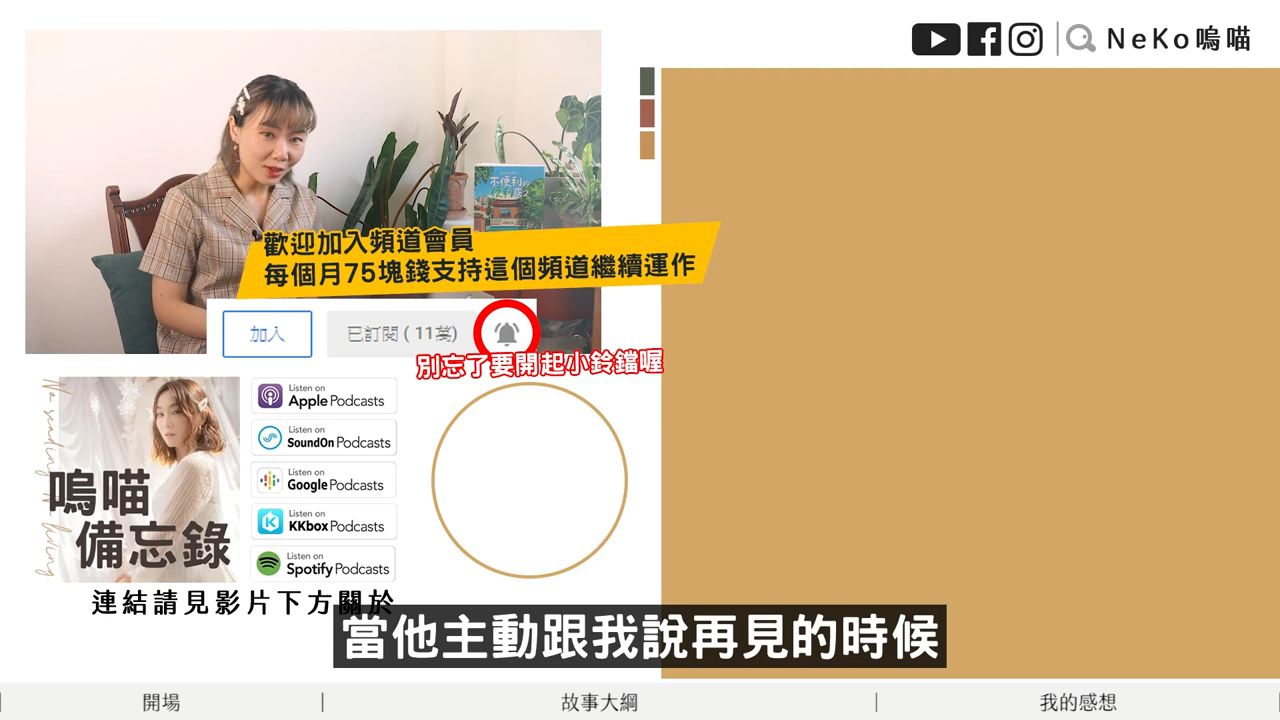 NeKo嗚喵
不便利的
便利店2
歡迎加入頻道會員
每個月75塊錢支持這個頻道繼續運作
加入
已訂閱 ( 11萬)
別忘了要開起小鈴鐺喔
嗚喵
備忘錄
Listen on
Apple Podcasts
Listen on
SoundOn Podcasts
Listen on
Google Podcasts
Listen on
KKbox Podcasts
Listen on
Spotify Podcasts
連結請見影片下方關於
當他主動跟我說再見的時候
開場
故事大綱
我的感想